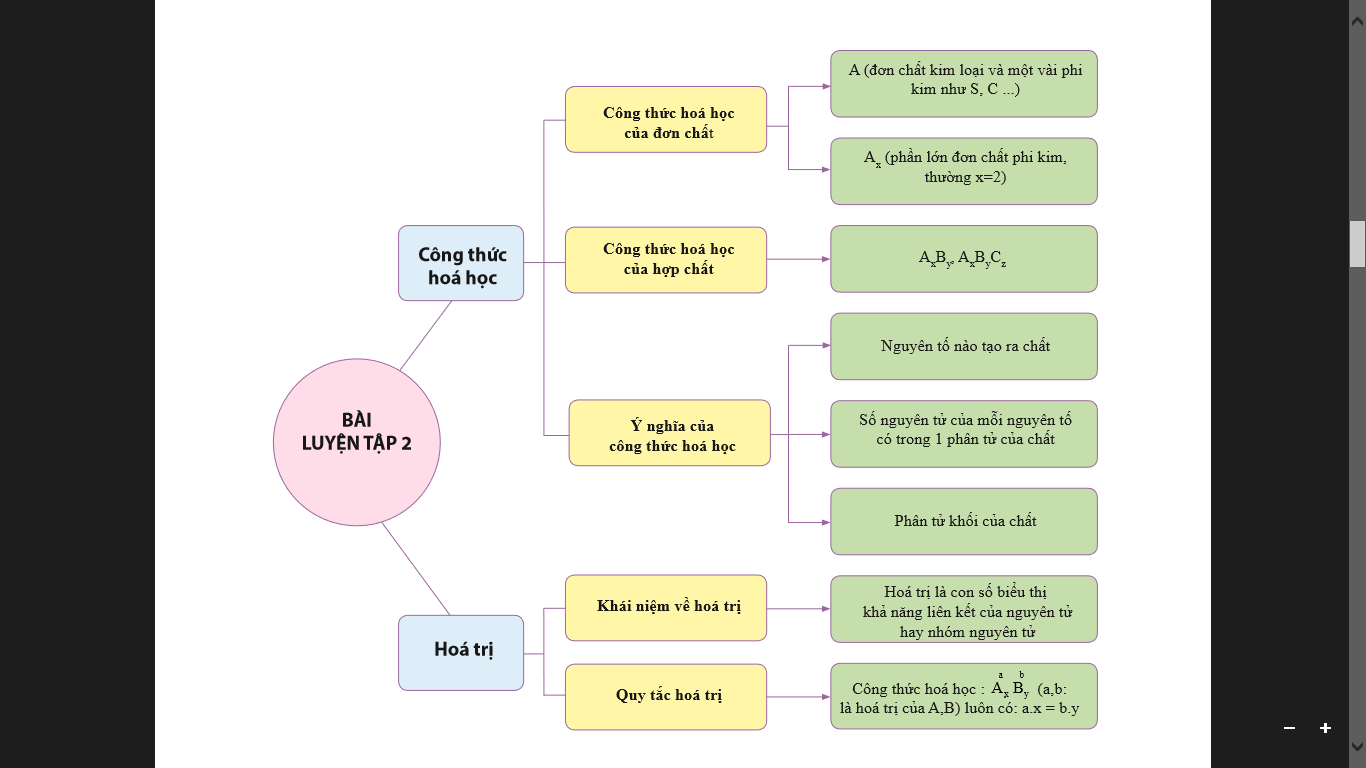 BÀI
LUYỆN TẬP 2
Công thức
hoá học
Công thức hoá học
của đơn chất
A (đơn chất kim loại và một vài phi
kim như S, C ...)
Aₓ (phần lớn đơn chất phi kim,
thường x=2)
Công thức hoá học
của hợp chất
AₓBᵧ, AₓBᵧC_z
Ý nghĩa của
công thức hoá học
Nguyên tố nào tạo ra chất
Số nguyên tử của mỗi nguyên tố
có trong 1 phân tử của chất
Phân tử khối của chất
Hoá trị
Khái niệm về hoá trị
Hoá trị là con số biểu thị
khả năng liên kết của nguyên tử
hay nhóm nguyên tử
Quy tắc hoá trị
a b
Công thức hoá học : Aₓ Bᵧ (a,b:
là hoá trị của A,B) luôn có: a.x = b.y